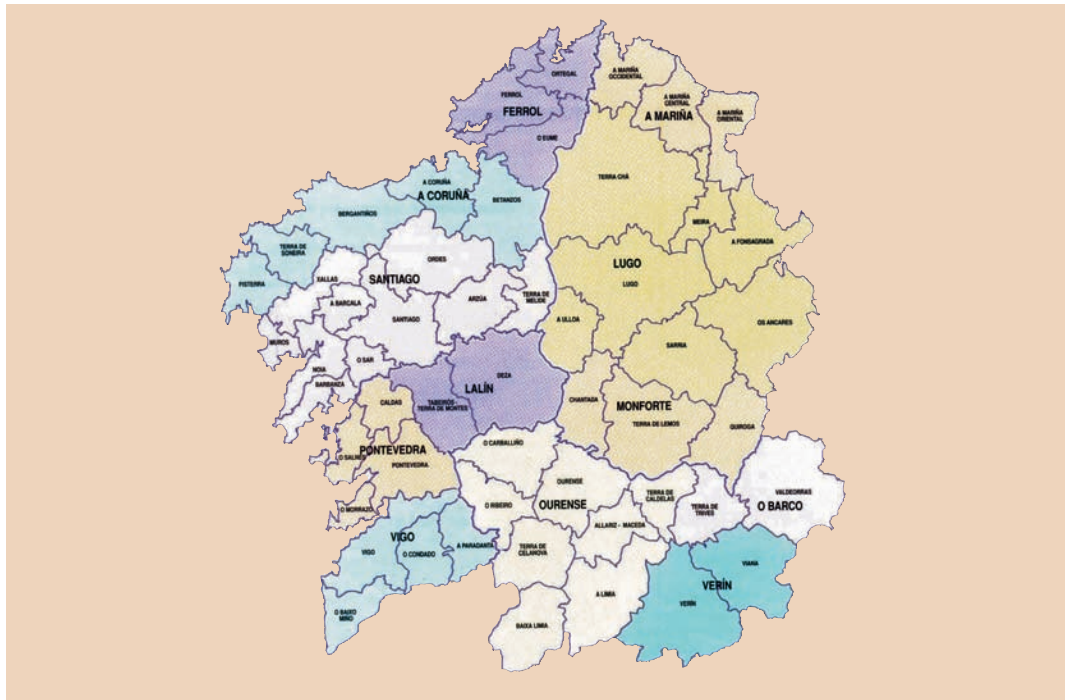 ORTEGAL
A MARIÑA
OCCIDENTAL
FERROL
FERROL
A MARIÑA
CENTRAL
A MARIÑA
A MARIÑA
ORIENTAL
O EUME
TERRA CHÁ
A CORUÑA
A CORUÑA
BETANZOS
BERGANTIÑOS
MEIRA
A FONSAGRADA
TERRA DE
SONEIRA
ORDES
LUGO
LUGO
FISTERRA
XALLAS
SANTIAGO
A BARCALA
ARZÚA
TERRA DE
MELIDE
SANTIAGO
A ULLOA
OS ANCARES
MUROS
SARRIA
O SAR
NOIA
BARBANZA
DEZA
LALÍN
CALDAS
TABEIRÓS-
TERRA DE MONTES
CHANTADA
MONFORTE
TERRA DE LEMOS
QUIROGA
O CARBALLIÑO
PONTEVEDRA
O SALNÉS
PONTEVEDRA
OURENSE
OURENSE
TERRA DE
CALDELAS
VALDEORRAS
O BARCO
O MORRAZO
O RIBEIRO
TERRA DE
TRIVES
ALLARIZ - MACEDA
VIGO
VIGO
O CONDADO
A PARADANTA
TERRA DE
CELANOVA
VIANA
VERÍN
VERÍN
A LIMIA
O BAIXO
MIÑO
BAIXA LIMIA